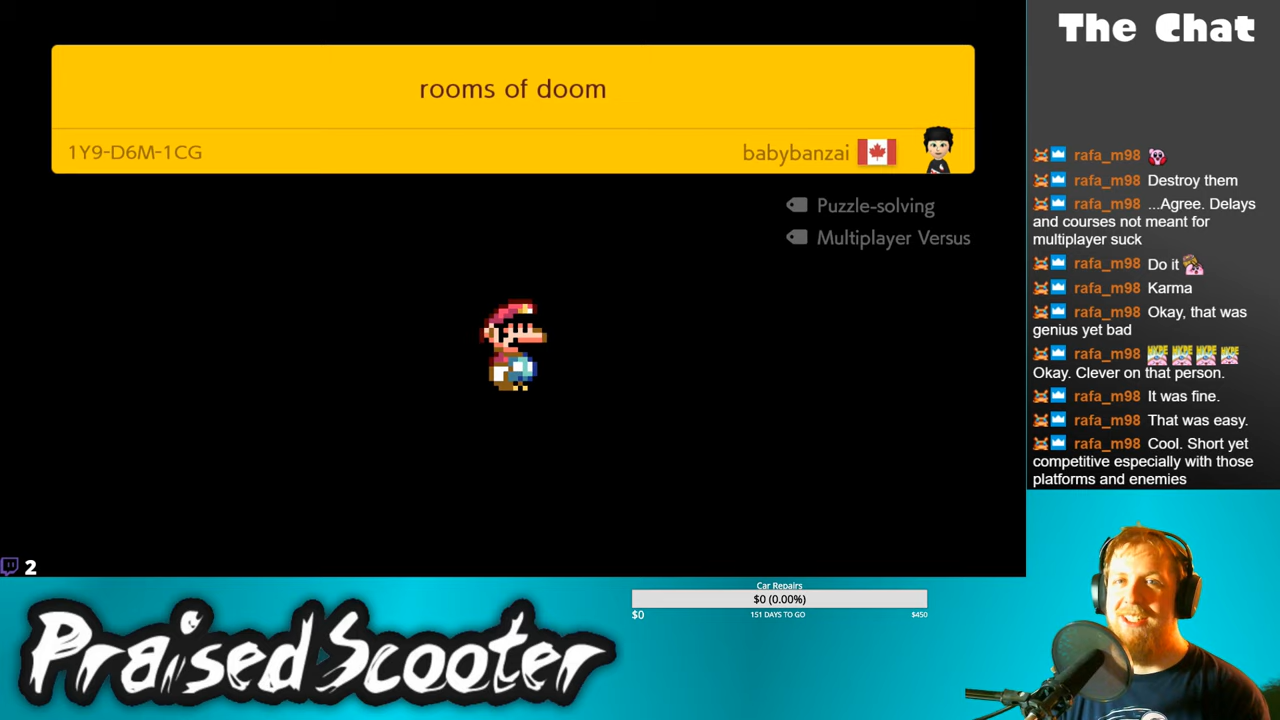 rooms of doom
1Y9-D6M-1CG
babybanzai
Puzzle-solving
Multiplayer Versus
The Chat
rafa_m98
rafa_m98 Destroy them
rafa_m98 ...Agree. Delays
and courses not meant for
multiplayer suck
rafa_m98 Do it
rafa_m98 Karma
rafa_m98 Okay, that was
genius yet bad
rafa_m98
Okay. Clever on that person.
rafa_m98 It was fine.
rafa_m98 That was easy.
rafa_m98 Cool. Short yet
competitive especially with those
platforms and enemies
2
Car Repairs
$0 (0.00%)
$0
151 DAYS TO GO
$450
PraisedScooter